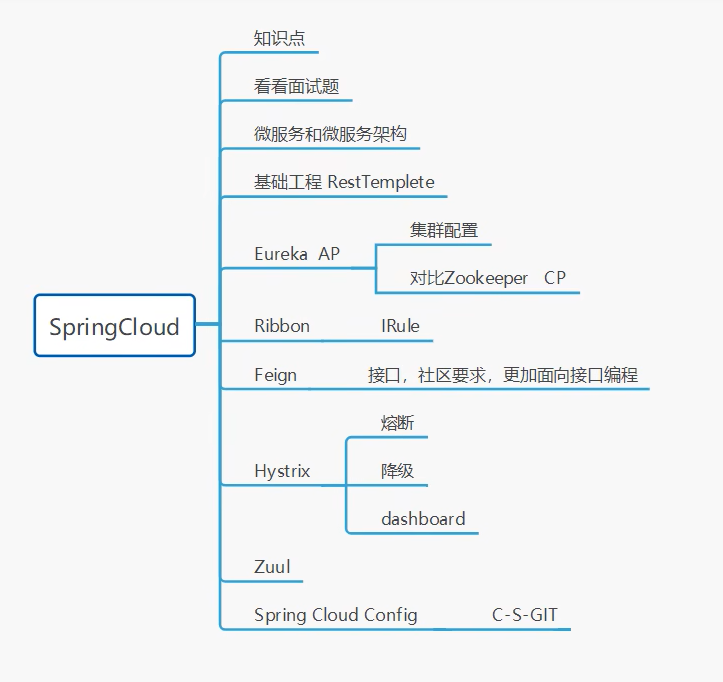 知识点
看看面试题
微服务和微服务架构
基础工程 RestTemplete
集群配置
Eureka AP
对比Zookeeper CP
SpringCloud
Ribbon IRule
Feign 接口，社区要求，更加面向接口编程
熔断
Hystrix 降级
dashboard
Zuul
Spring Cloud Config C-S-GIT